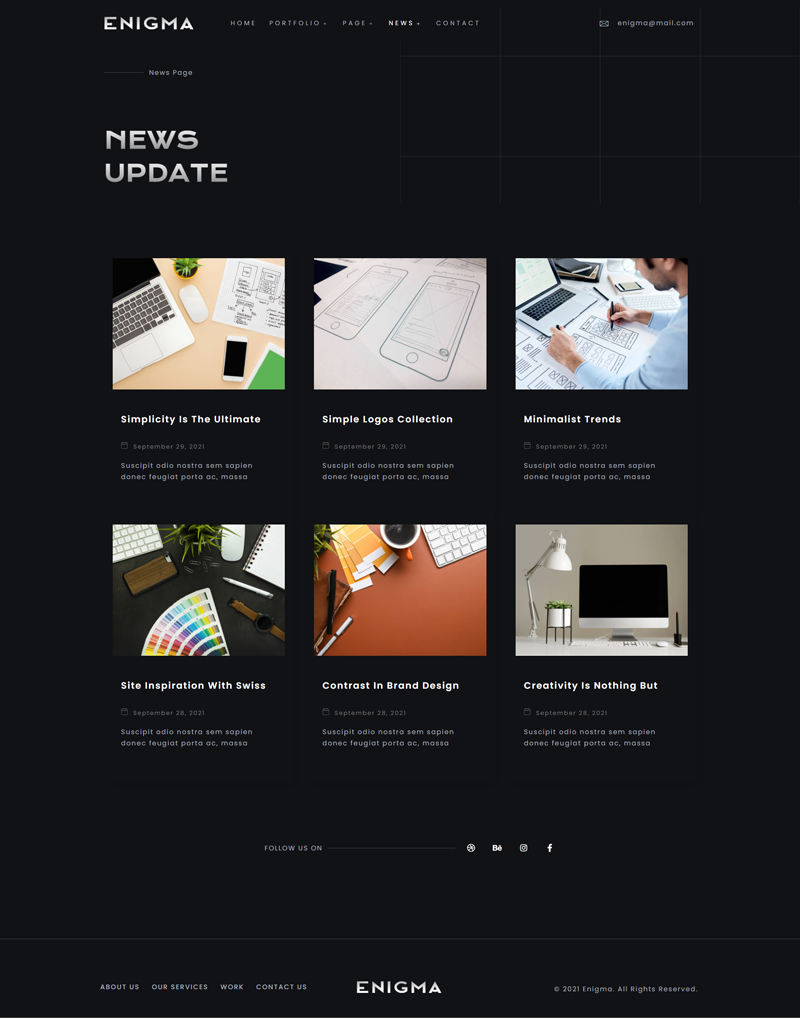 ENIGMA
HOME PORTFOLIO + PAGE + NEWS + CONTACT
enigma@mail.com
News Page
NEWS
UPDATE
Simplicity Is The Ultimate
September 29, 2021
Suscipit odio nostra sem sapien
donec feugiat porta ac, massa
Simple Logos Collection
September 29, 2021
Suscipit odio nostra sem sapien
donec feugiat porta ac, massa
Minimalist Trends
September 29, 2021
Suscipit odio nostra sem sapien
donec feugiat porta ac, massa
Site Inspiration With Swiss
September 28, 2021
Suscipit odio nostra sem sapien
donec feugiat porta ac, massa
Contrast In Brand Design
September 28, 2021
Suscipit odio nostra sem sapien
donec feugiat porta ac, massa
Creativity Is Nothing But
September 28, 2021
Suscipit odio nostra sem sapien
donec feugiat porta ac, massa
FOLLOW US ON
Bē
ABOUT US OUR SERVICES WORK CONTACT US
ENIGMA
© 2021 Enigma. All Rights Reserved.